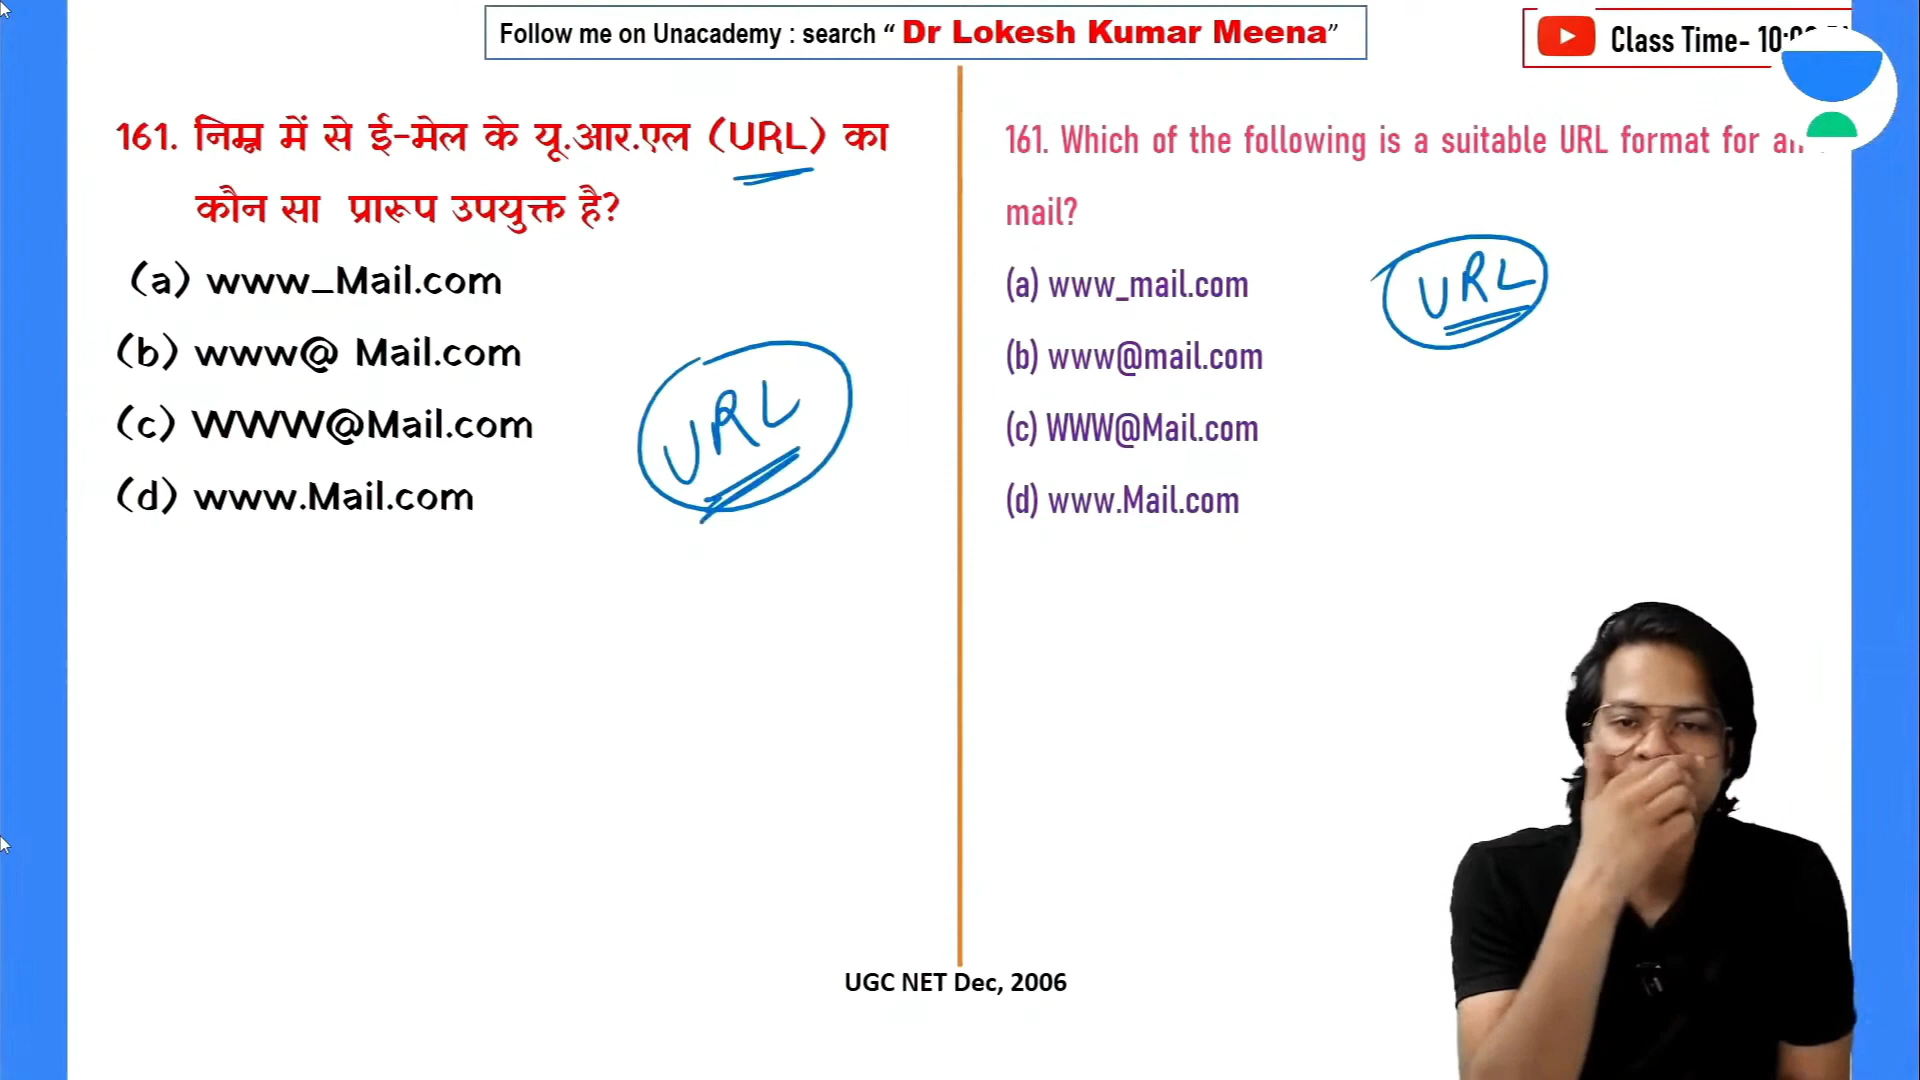 Follow me on Unacademy : search “ Dr Lokesh Kumar Meena”
Class Time- 10:
161. निम्न में से ई-मेल के यू.आर.एल (URL) का
कौन सा प्रारूप उपयुक्त है?
(a) www_Mail.com
(b) www@ Mail.com
(c) WWW@Mail.com
(d) www.Mail.com
URL
161. Which of the following is a suitable URL format for an
mail?
(a) www_mail.com
(b) www@mail.com
(c) WWW@Mail.com
(d) www.Mail.com
URL
UGC NET Dec, 2006